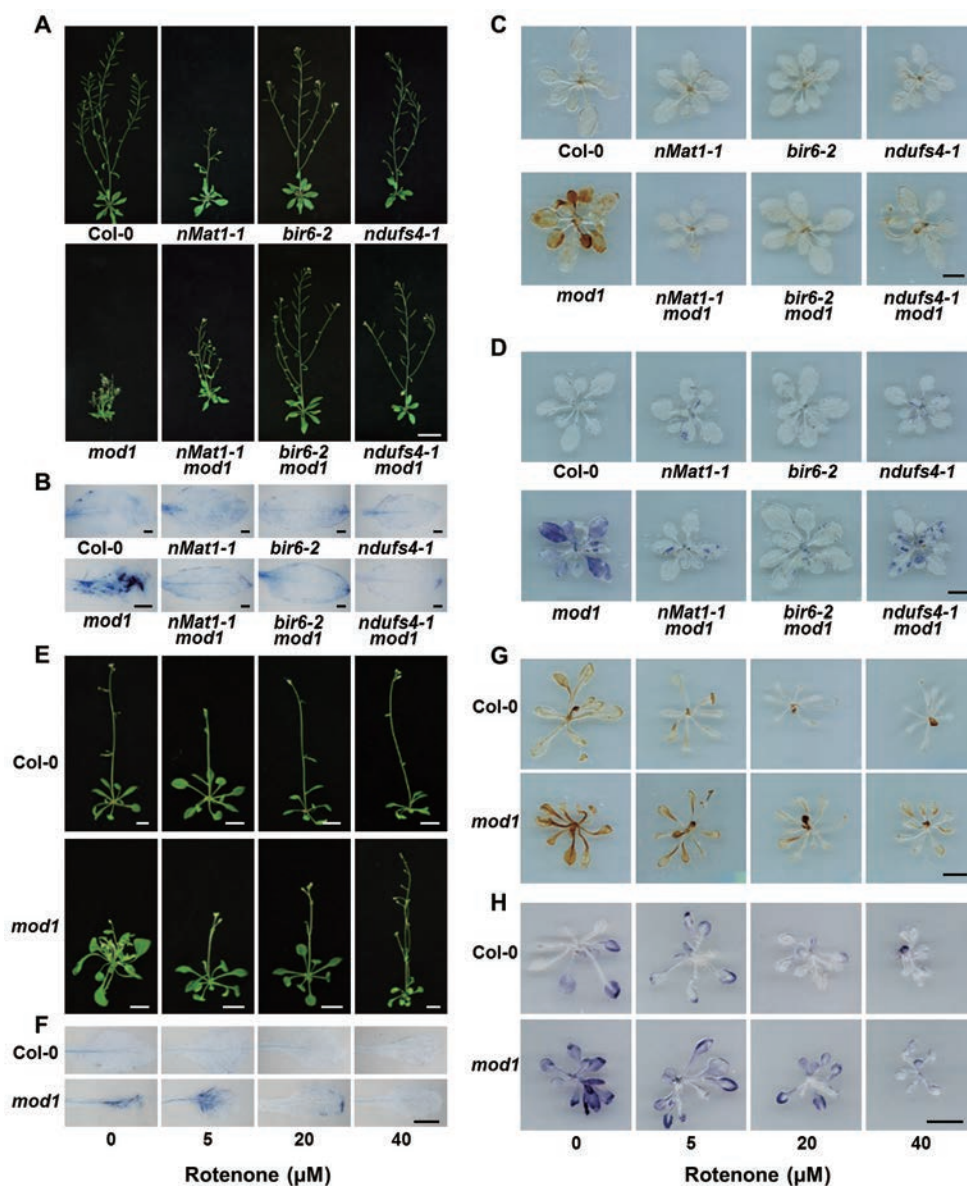 A
Col-0 nMat1-1 bir6-2 ndufs4-1
mod1 nMat1-1 mod1 bir6-2 mod1 ndufs4-1 mod1
B
Col-0 nMat1-1 bir6-2 ndufs4-1
mod1 nMat1-1 mod1 bir6-2 mod1 ndufs4-1 mod1
C
Col-0 nMat1-1 bir6-2 ndufs4-1
mod1 nMat1-1 mod1 bir6-2 mod1 ndufs4-1 mod1
D
Col-0 nMat1-1 bir6-2 ndufs4-1
mod1 nMat1-1 mod1 bir6-2 mod1 ndufs4-1 mod1
E
Col-0
mod1
F
Col-0
mod1
0 5 20 40
Rotenone (µM)
G
Col-0
mod1
H
Col-0
mod1
0 5 20 40
Rotenone (µM)